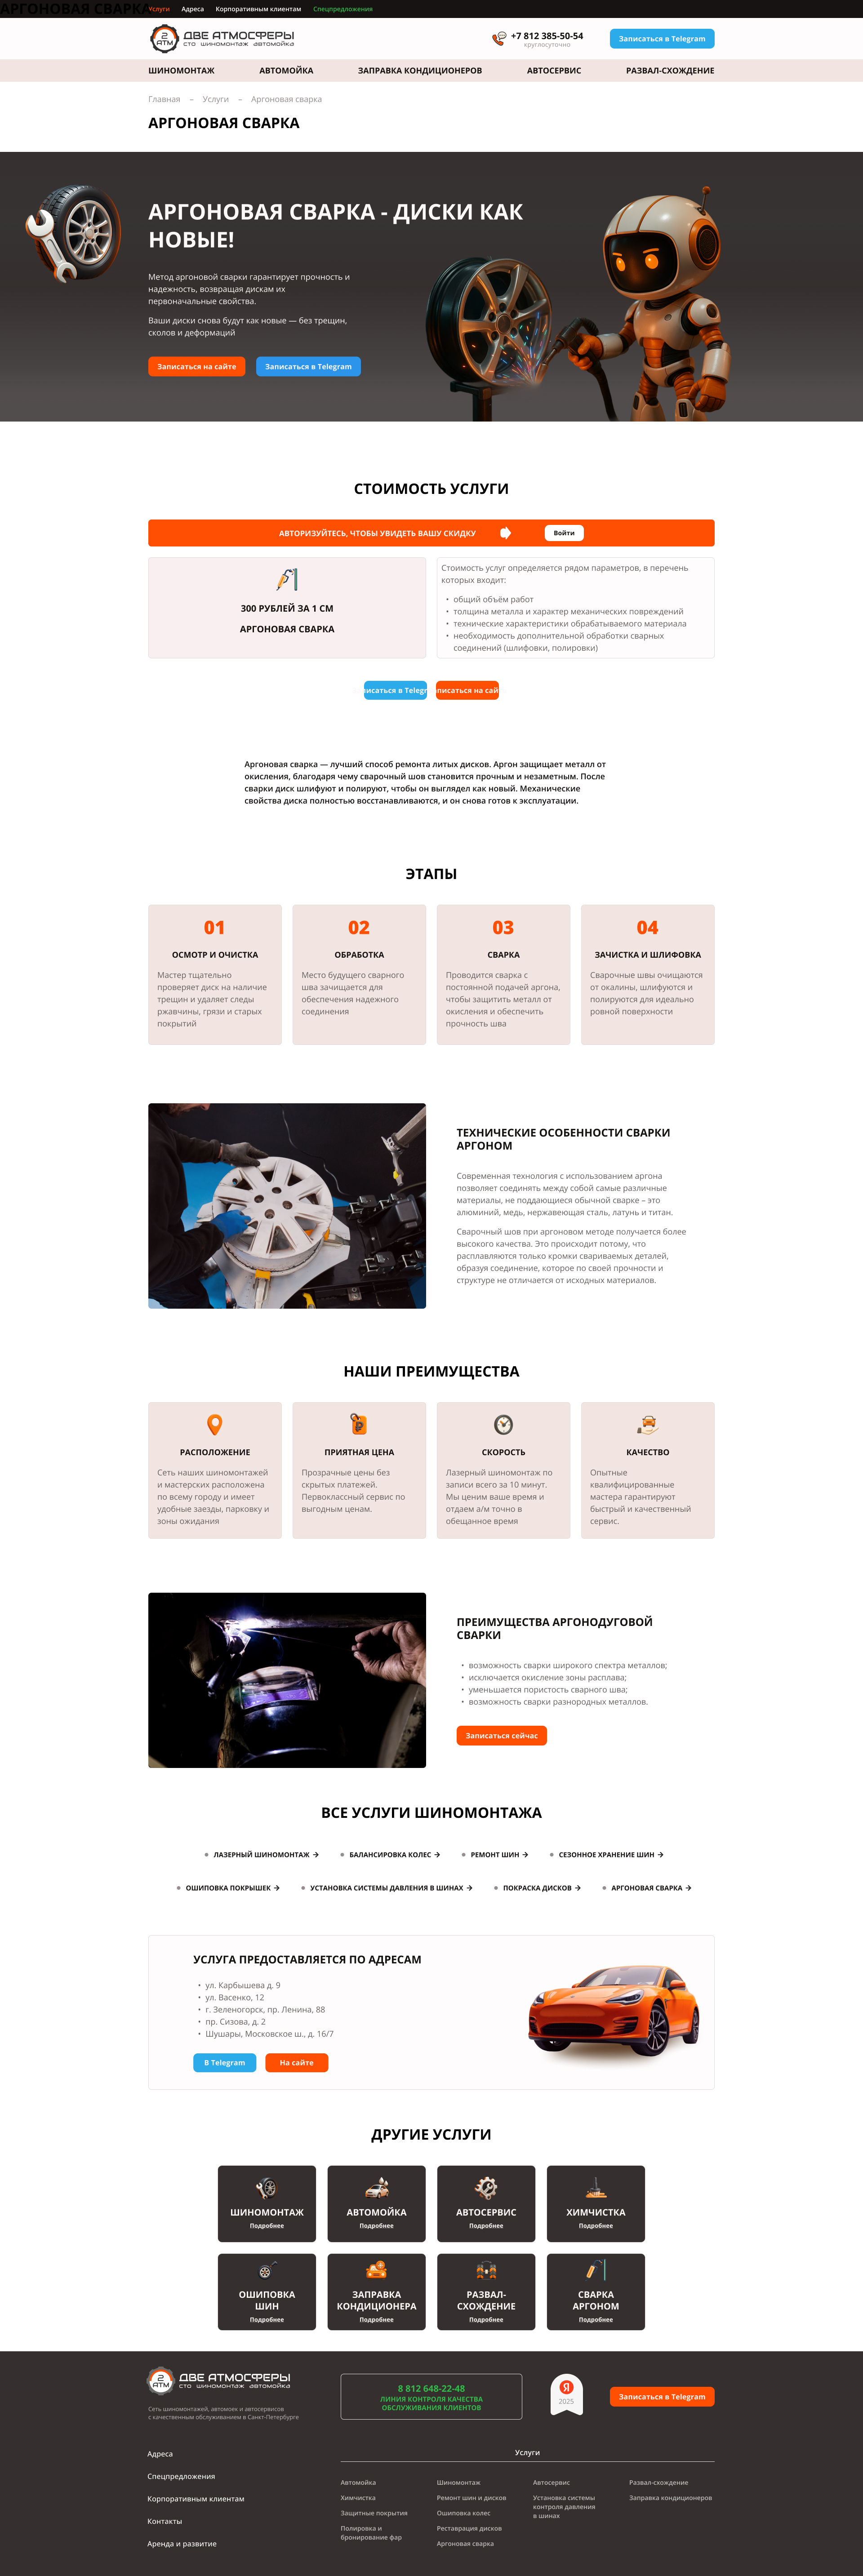 АРГОНОВАЯ СВАРКА
Услуги Адреса Корпоративным клиентам Спецпредложения
2 АТМ
ДВЕ АТМОСФЕРЫ
сто шиномонтаж автомойка
+7 812 385-50-54
круглосуточно
Записаться в Telegram
ШИНОМОНТАЖ АВТОМОЙКА ЗАПРАВКА КОНДИЦИОНЕРОВ АВТОСЕРВИС РАЗВАЛ-СХОЖДЕНИЕ
Главная – Услуги – Аргоновая сварка
АРГОНОВАЯ СВАРКА
АРГОНОВАЯ СВАРКА - ДИСКИ КАК
НОВЫЕ!
Метод аргоновой сварки гарантирует прочность и
надежность, возвращая дискам их
первоначальные свойства.
Ваши диски снова будут как новые — без трещин,
сколов и деформаций
Записаться на сайте Записаться в Telegram
СТОИМОСТЬ УСЛУГИ
АВТОРИЗУЙТЕСЬ, ЧТОБЫ УВИДЕТЬ ВАШУ СКИДКУ Войти
300 РУБЛЕЙ ЗА 1 СМ
АРГОНОВАЯ СВАРКА
Стоимость услуг определяется рядом параметров, в перечень
которых входит:
• общий объём работ
• толщина металла и характер механических повреждений
• технические характеристики обрабатываемого материала
• необходимость дополнительной обработки сварных
соединений (шлифовки, полировки)
писаться в Telegr писаться на сай
Аргоновая сварка — лучший способ ремонта литых дисков. Аргон защищает металл от
окисления, благодаря чему сварочный шов становится прочным и незаметным. После
сварки диск шлифуют и полируют, чтобы он выглядел как новый. Механические
свойства диска полностью восстанавливаются, и он снова готов к эксплуатации.
ЭТАПЫ
01
ОСМОТР И ОЧИСТКА
Мастер тщательно
проверяет диск на наличие
трещин и удаляет следы
ржавчины, грязи и старых
покрытий
02
ОБРАБОТКА
Место будущего сварного
шва зачищается для
обеспечения надежного
соединения
03
СВАРКА
Проводится сварка с
постоянной подачей аргона,
чтобы защитить металл от
окисления и обеспечить
прочность шва
04
ЗАЧИСТКА И ШЛИФОВКА
Сварочные швы очищаются
от окалины, шлифуются и
полируются для идеально
ровной поверхности
ТЕХНИЧЕСКИЕ ОСОБЕННОСТИ СВАРКИ
АРГОНОМ
Современная технология с использованием аргона
позволяет соединять между собой самые различные
материалы, не поддающиеся обычной сварке – это
алюминий, медь, нержавеющая сталь, латунь и титан.
Сварочный шов при аргоновом методе получается более
высокого качества. Это происходит потому, что
расплавляются только кромки свариваемых деталей,
образуя соединение, которое по своей прочности и
структуре не отличается от исходных материалов.
НАШИ ПРЕИМУЩЕСТВА
РАСПОЛОЖЕНИЕ
Сеть наших шиномонтажей
и мастерских расположена
по всему городу и имеет
удобные заезды, парковку и
зоны ожидания
ПРИЯТНАЯ ЦЕНА
Прозрачные цены без
скрытых платежей.
Первоклассный сервис по
выгодным ценам.
СКОРОСТЬ
Лазерный шиномонтаж по
записи всего за 10 минут.
Мы ценим ваше время и
отдаем а/м точно в
обещанное время
КАЧЕСТВО
Опытные
квалифицированные
мастера гарантируют
быстрый и качественный
сервис.
ПРЕИМУЩЕСТВА АРГОНОДУГОВОЙ
СВАРКИ
• возможность сварки широкого спектра металлов;
• исключается окисление зоны расплава;
• уменьшается пористость сварного шва;
• возможность сварки разнородных металлов.
Записаться сейчас
ВСЕ УСЛУГИ ШИНОМОНТАЖА
ЛАЗЕРНЫЙ ШИНОМОНТАЖ → БАЛАНСИРОВКА КОЛЕС → РЕМОНТ ШИН → СЕЗОННОЕ ХРАНЕНИЕ ШИН →
ОШИПОВКА ПОКРЫШЕК → УСТАНОВКА СИСТЕМЫ ДАВЛЕНИЯ В ШИНАХ → ПОКРАСКА ДИСКОВ → АРГОНОВАЯ СВАРКА →
УСЛУГА ПРЕДОСТАВЛЯЕТСЯ ПО АДРЕСАМ
• ул. Карбышева д. 9
• ул. Васенко, 12
• г. Зеленогорск, пр. Ленина, 88
• пр. Сизова, д. 2
• Шушары, Московское ш., д. 16/7
В Telegram На сайте
ДРУГИЕ УСЛУГИ
ШИНОМОНТАЖ
Подробнее
АВТОМОЙКА
Подробнее
АВТОСЕРВИС
Подробнее
ХИМЧИСТКА
Подробнее
ОШИПОВКА
ШИН
Подробнее
ЗАПРАВКА
КОНДИЦИОНЕРА
Подробнее
РАЗВАЛ-
СХОЖДЕНИЕ
Подробнее
СВАРКА
АРГОНОМ
Подробнее
2 АТМ
ДВЕ АТМОСФЕРЫ
сто шиномонтаж автомойка
Сеть шиномонтажей, автомоек и автосервисов
с качественным обслуживанием в Санкт-Петербурге
8 812 648-22-48
ЛИНИЯ КОНТРОЛЯ КАЧЕСТВА
ОБСЛУЖИВАНИЯ КЛИЕНТОВ
Я
2025
Записаться в Telegram
Адреса
Спецпредложения
Корпоративным клиентам
Контакты
Аренда и развитие
Услуги
Автомойка
Химчистка
Защитные покрытия
Полировка и
бронирование фар
Шиномонтаж
Ремонт шин и дисков
Ошиповка колес
Реставрация дисков
Аргоновая сварка
Автосервис
Установка системы
контроля давления
в шинах
Развал-схождение
Заправка кондиционеров